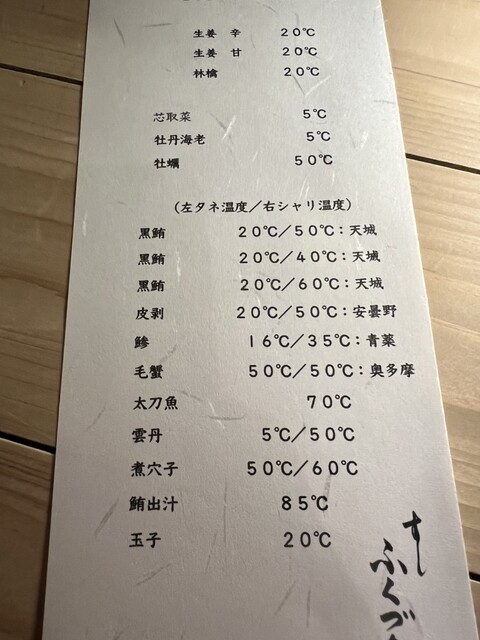 生姜　辛　２０℃
生姜　甘　２０℃
林檎　２０℃
芯取菜　５℃
牡丹海老　５℃
牡蠣　５０℃
（左タネ温度／右シャリ温度）
黒鮪　２０℃／５０℃：天城
黒鮪　２０℃／４０℃：天城
黒鮪　２０℃／６０℃：天城
皮剥　２０℃／５０℃：安曇野
鯵　１６℃／３５℃：青薬
毛蟹　５０℃／５０℃：奥多摩
太刀魚　７０℃
雲丹　５℃／５０℃
煮穴子　５０℃／６０℃
鮪出汁　８５℃
玉子　２０℃
すし
ふくづ